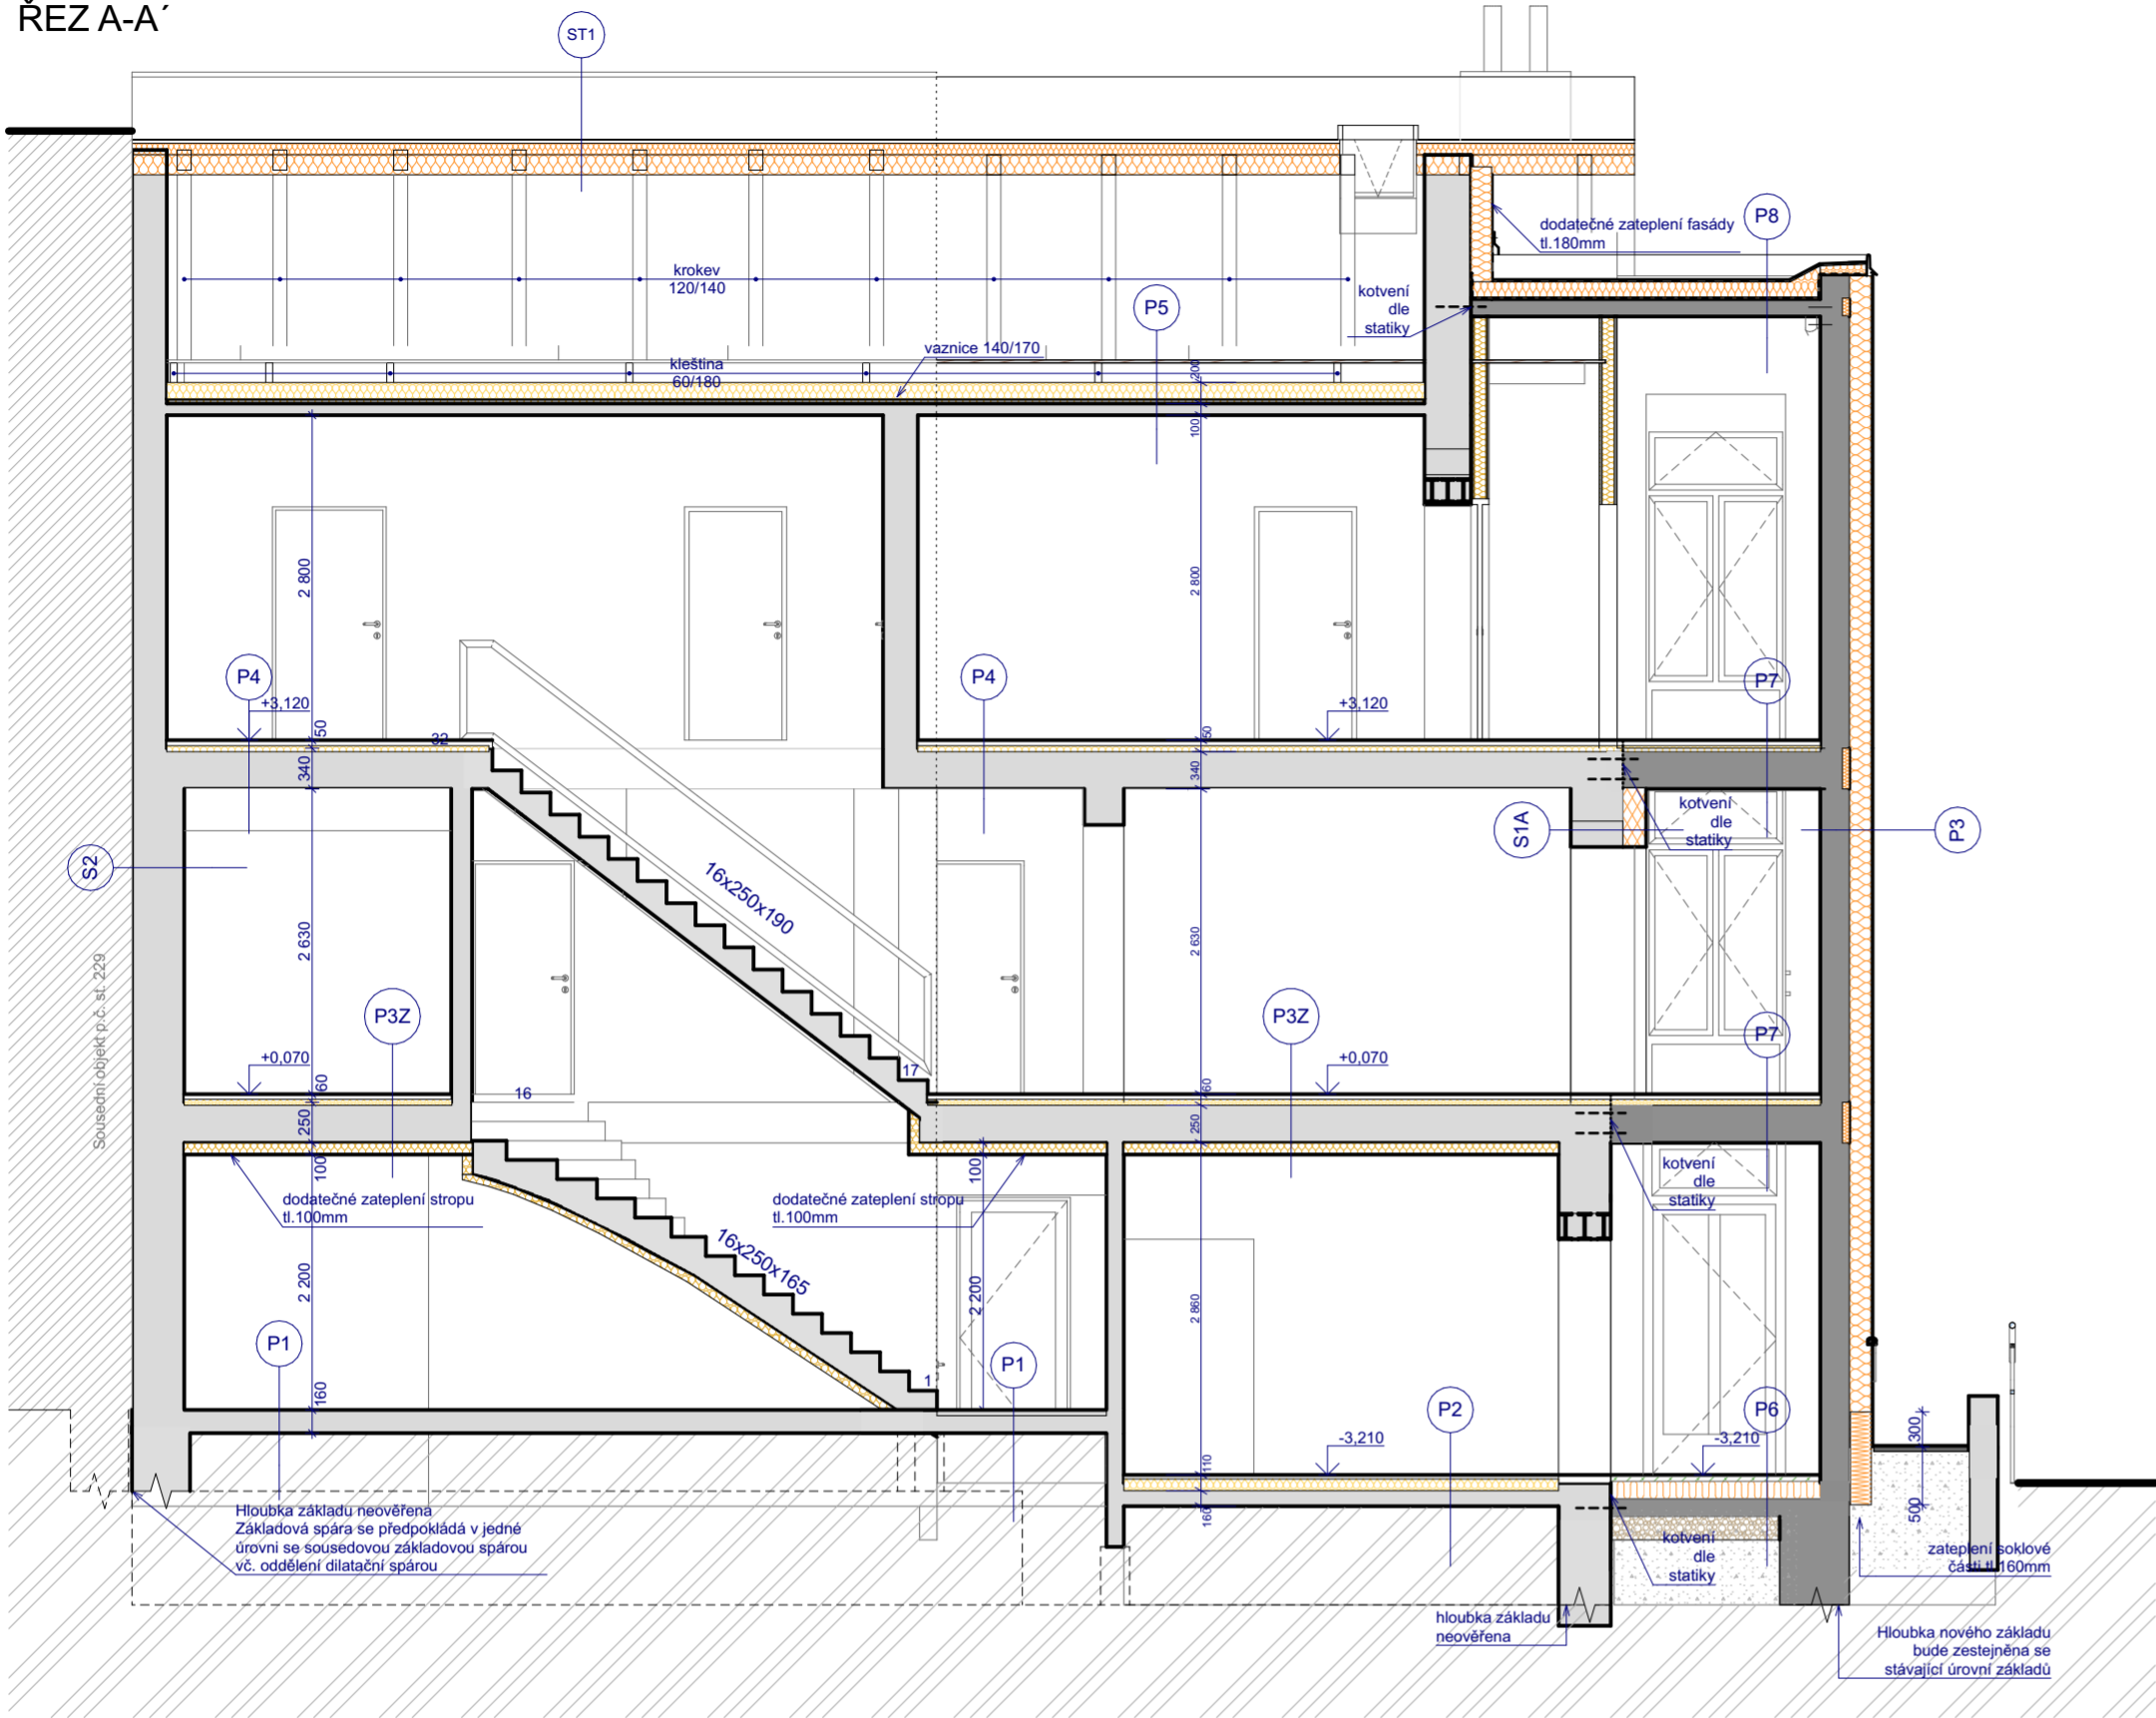 ŘEZ A-A´
ST1
P8
dodatečné zateplení fasády
tl.180mm
krokev
120/140
kotvení
dle
statiky
P5
vaznice 140/170
kleština
60/180
200
100
2 800
2 800
P4
+3,120
50
32
340
P4
+3,120
50
340
P7
kotvení
dle
statiky
S1A
P3
S2
16x250x190
2 630
2 630
Sousední objekt p.č. st. 229
P3Z
P3Z
P7
+0,070
60
16
17
+0,070
60
250
250
100
100
dodatečné zateplení stropu
tl.100mm
dodatečné zateplení stropu
tl.100mm
kotvení
dle
statiky
16x250x165
2 200
2 200
2 860
P1
P1
1
160
P2
P6
-3,210
-3,210
110
160
300
500
Hloubka základu neověřena
Základová spára se předpokládá v jedné
úrovni se sousedovou základovou spárou
vč. oddělení dilatační spárou
kotvení
dle
statiky
zateplení soklové
části tl.160mm
hloubka základu
neověřena
Hloubka nového základu
bude zestejněna se
stávající úrovní základů